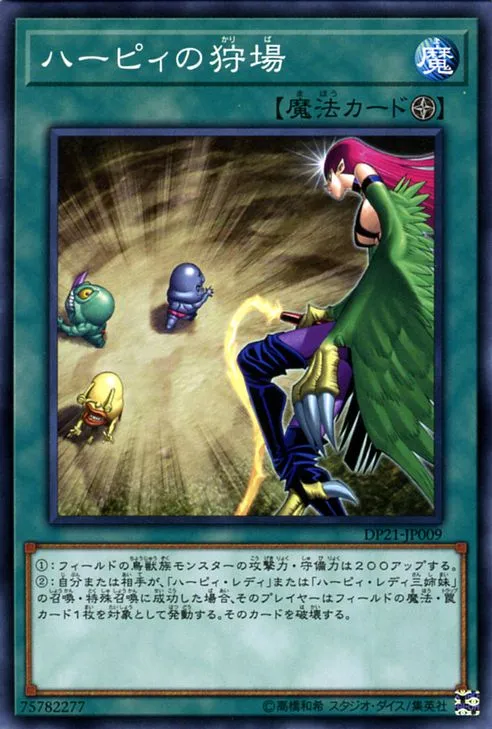 ハーピィの狩場
魔
【魔法カード】
DP21-JP009
①：フィールドの鳥獣族モンスターの攻撃力・守備力は２００アップする。
②：自分または相手が、「ハーピィ・レディ」または「ハーピィ・レディ三姉妹」
の召喚・特殊召喚に成功した場合、そのプレイヤーはフィールドの魔法・罠
カード１枚を対象として発動する。そのカードを破壊する。
75782277
©高橋和希 スタジオ・ダイス/集英社